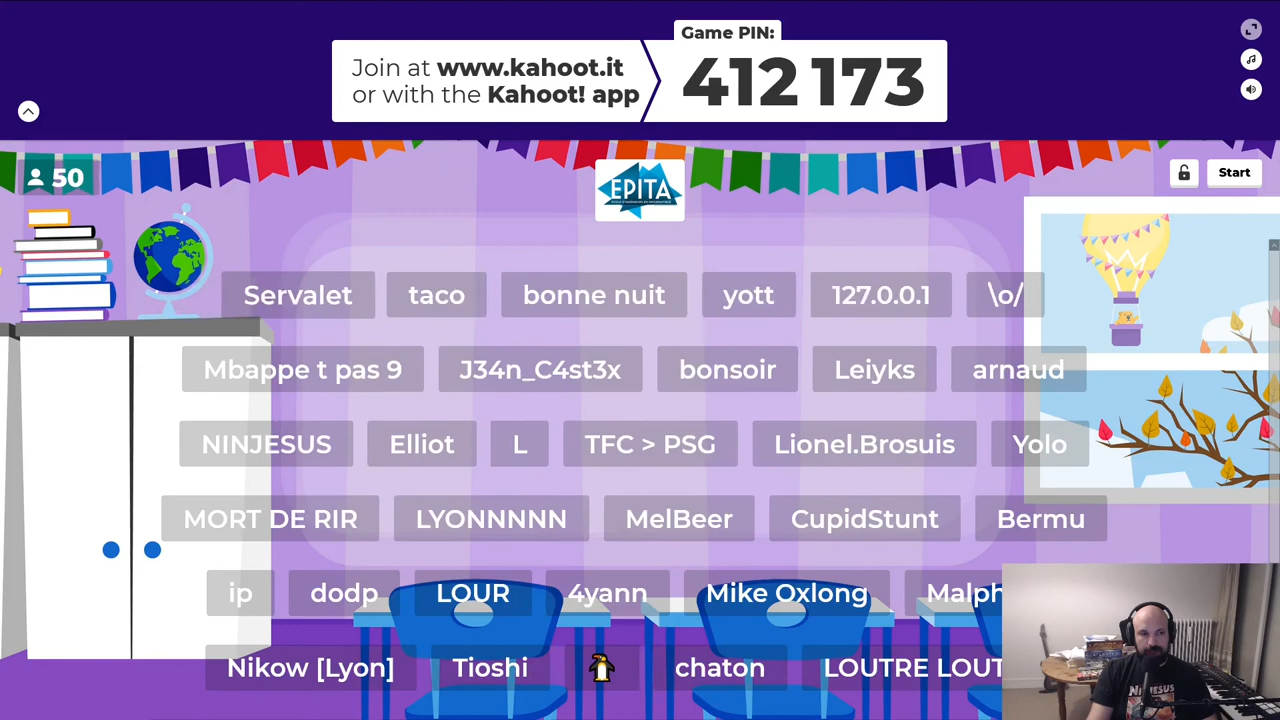 Game PIN:
Join at www.kahoot.it
or with the Kahoot! app
412 173
50
EPITA
Start
Servalet taco bonne nuit yott 127.0.0.1 \o/
Mbappe t pas 9 J34n_C4st3x bonsoir Leiyks arnaud
NINJESUS Elliot L TFC > PSG Lionel.Brosuis Yolo
MORT DE RIR LYONNNNN MelBeer CupidStunt Bermu
ip dodp LOUR 4yann Mike Oxlong Malph
Nikow [Lyon] Tioshi 🐧 chaton LOUTRE LOUT